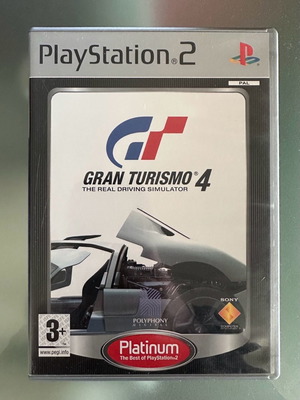 PlayStation®2
PAL
GT
GRAN TURISMO 4
THE REAL DRIVING SIMULATOR
POLYPHONY
DIGITAL
SONY
3+
www.pegi.info
Platinum
The Best of PlayStation®2